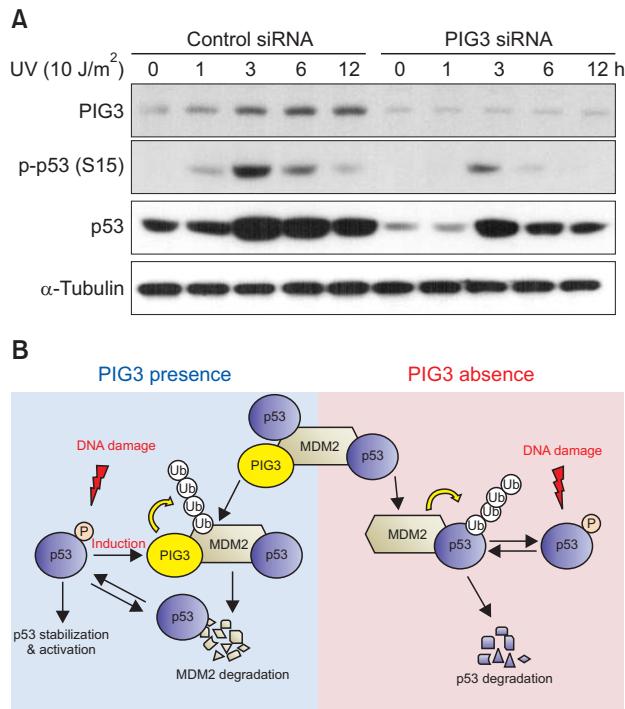 A
Control siRNA PIG3 siRNA
UV (10 J/m²) 0 1 3 6 12 0 1 3 6 12 h
PIG3
p-p53 (S15)
p53
α-Tubulin
B
PIG3 presence PIG3 absence
p53
MDM2
p53
PIG3
DNA damage
Ub
Ub
Ub
Ub
P
p53
Induction
PIG3
MDM2
p53
p53 stabilization
& activation
p53
MDM2 degradation
DNA damage
Ub
Ub
Ub
Ub
MDM2
p53
P
p53
p53 degradation